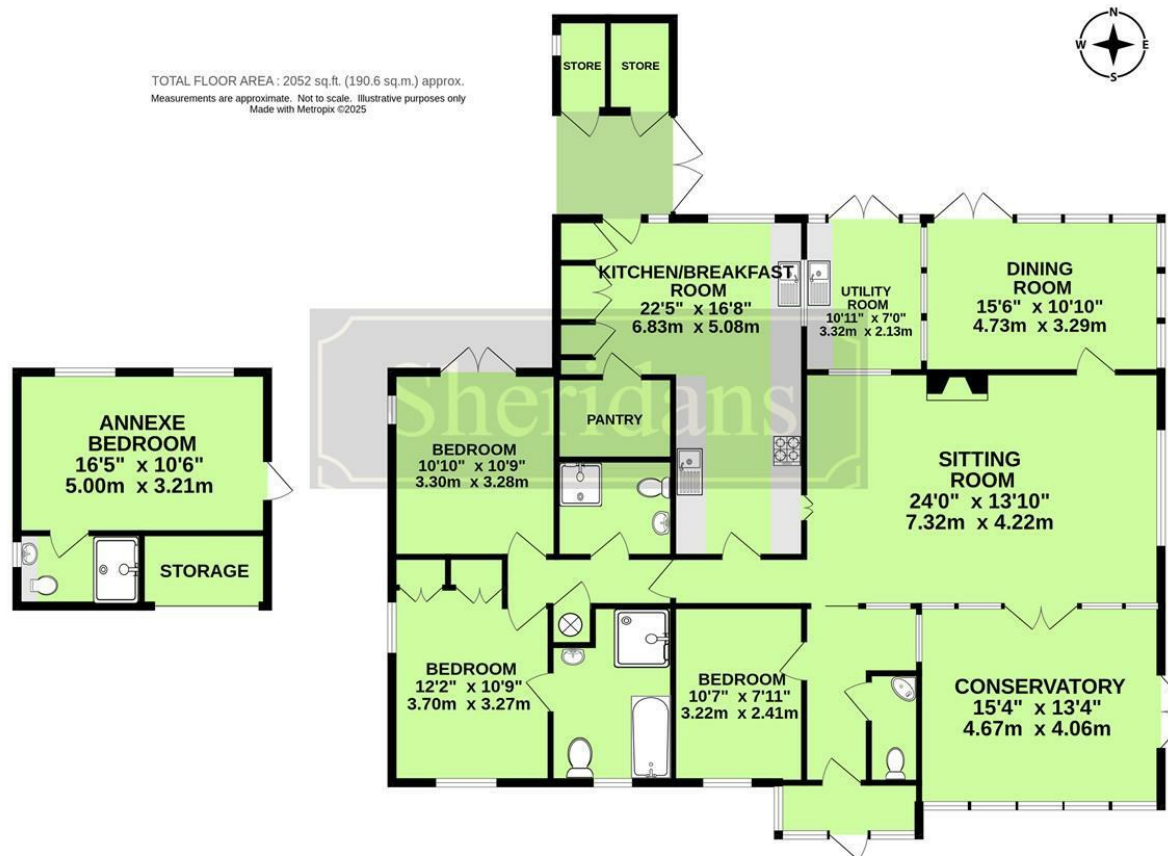 N
W E
S
TOTAL FLOOR AREA : 2052 sq.ft. (190.6 sq.m.) approx.
Measurements are approximate. Not to scale. Illustrative purposes only
Made with Metropix ©2025
STORE
STORE
KITCHEN/BREAKFAST
ROOM
22'5" x 16'8"
6.83m x 5.08m
UTILITY
ROOM
10'11" x 7'0"
3.32m x 2.13m
DINING
ROOM
15'6" x 10'10"
4.73m x 3.29m
Sheridans
ANNEXE
BEDROOM
16'5" x 10'6"
5.00m x 3.21m
STORAGE
BEDROOM
10'10" x 10'9"
3.30m x 3.28m
PANTRY
SITTING
ROOM
24'0" x 13'10"
7.32m x 4.22m
BEDROOM
12'2" x 10'9"
3.70m x 3.27m
BEDROOM
10'7" x 7'11"
3.22m x 2.41m
CONSERVATORY
15'4" x 13'4"
4.67m x 4.06m